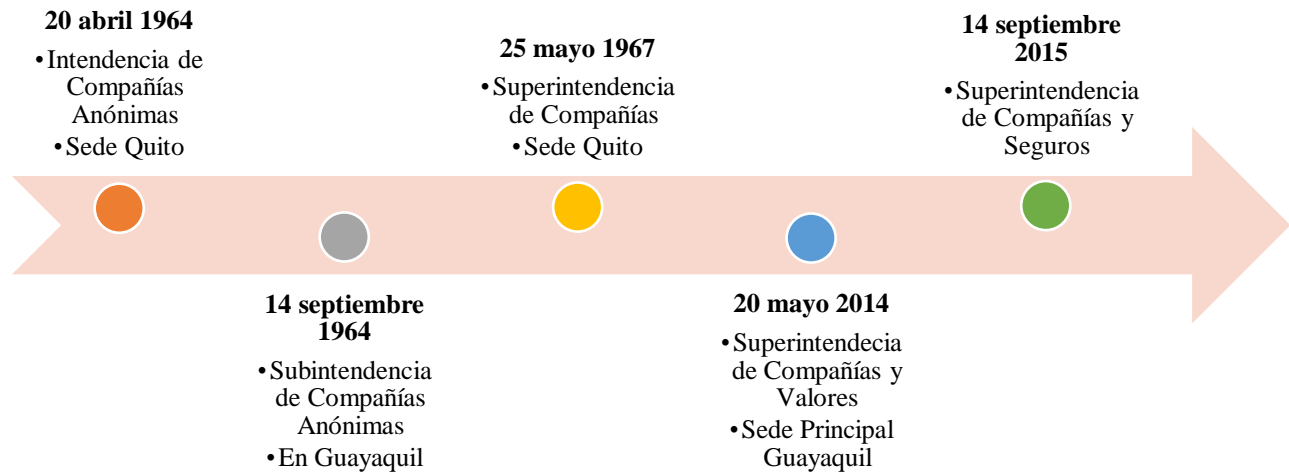 20 abril 1964
•Intendencia de
Compañías
Anónimas
•Sede Quito
14 septiembre
1964
•Subintendencia
de Compañías
Anónimas
•En Guayaquil
25 mayo 1967
•Superintendencia
de Compañías
•Sede Quito
20 mayo 2014
•Superintendecia
de Compañías y
Valores
•Sede Principal
Guayaquil
14 septiembre
2015
•Superintendencia
de Compañías y
Seguros